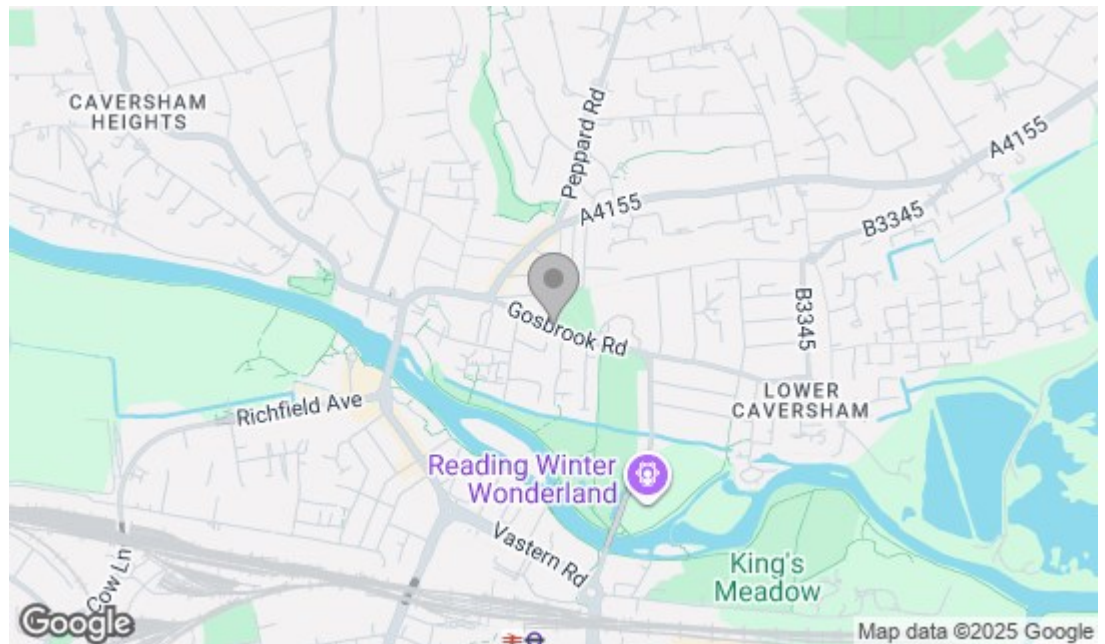 CAVERSHAM
HEIGHTS
Peppard Rd
A4155
A4155
B3345
B3345
Gosbrook Rd
LOWER
CAVERSHAM
Richfield Ave
Reading Winter
Wonderland
Vastern Rd
King's
Meadow
Cow Ln
Google
Map data ©2025 Google